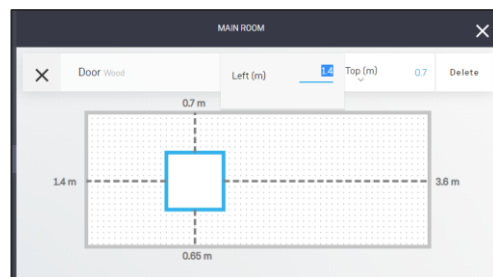 MAIN ROOM
Door Wood Left (m) 1.4 Top (m) 0.7 Delete
0.7 m
1.4 m 3.6 m
0.65 m